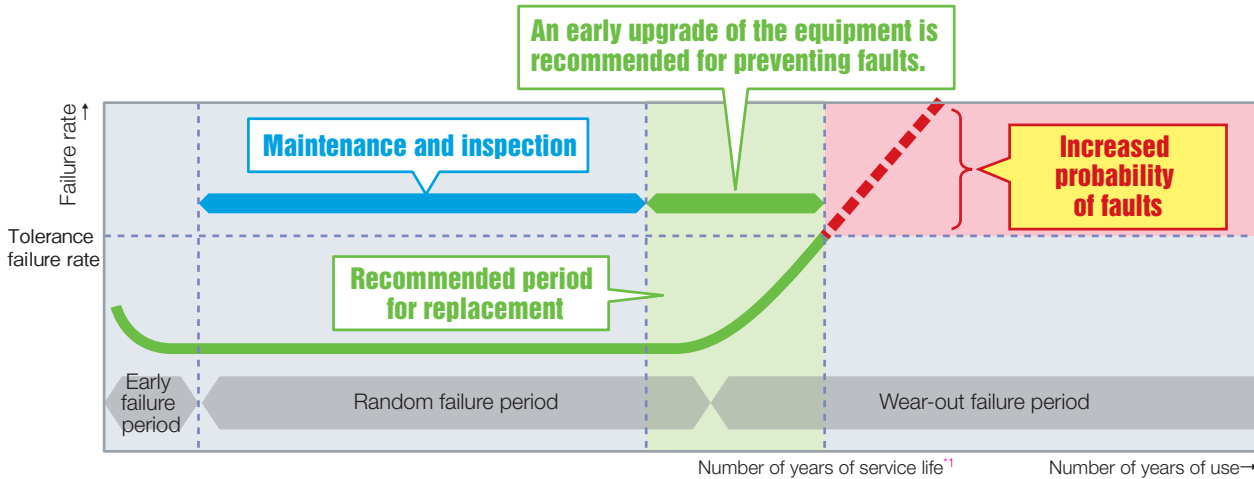 An early upgrade of the equipment is
recommended for preventing faults.
Failure rate →
Maintenance and inspection
Increased
probability
of faults
Tolerance
failure rate
Recommended period
for replacement
Early
failure
period
Random failure period
Wear-out failure period
Number of years of service life*1
Number of years of use→